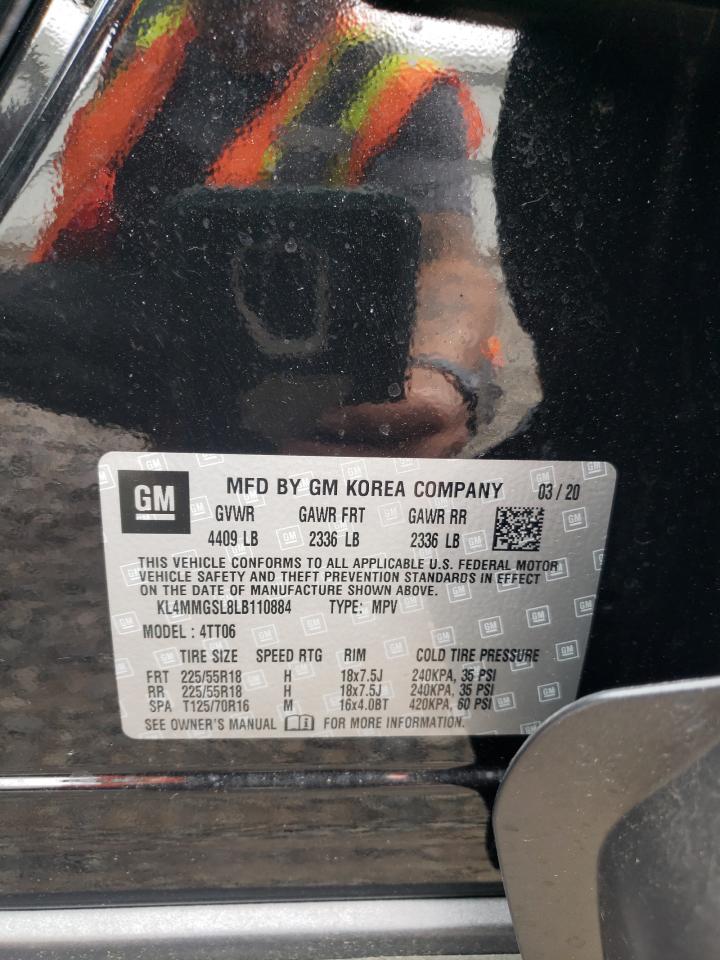 GM MFD BY GM KOREA COMPANY 03 / 20
GVWR GAWR FRT GAWR RR
4409 LB 2336 LB 2336 LB
THIS VEHICLE CONFORMS TO ALL APPLICABLE U.S. FEDERAL MOTOR
VEHICLE SAFETY AND THEFT PREVENTION STANDARDS IN EFFECT
ON THE DATE OF MANUFACTURE SHOWN ABOVE.
KL4MMGSL8LB110884 TYPE: MPV
MODEL : 4TT06
TIRE SIZE SPEED RTG RIM COLD TIRE PRESSURE
FRT 225/55R18 H 18x7.5J 240KPA, 35 PSI
RR 225/55R18 H 18x7.5J 240KPA, 35 PSI
SPA T125/70R16 M 16x4.0BT 420KPA, 60 PSI
SEE OWNER'S MANUAL FOR MORE INFORMATION.